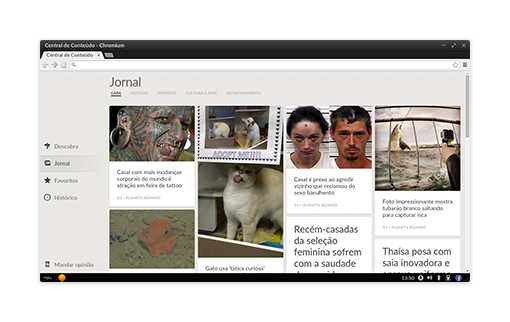 Central de Conteúdo - Chromium
Central de Conteúdo
Jornal
CAPA NOTÍCIAS ESPORTES CULTURA E ARTE ENTRETENIMENTO
Descubra
Jornal
Favoritos
Histórico
Mandar opinião
Casal com mais mudanças
corporais do mundo é
atração em feira de tattoo
G1 > PLANETA BIZARRO
ADOPT ME!!!
Gato usa 'tática curiosa'
Casal é preso ao agredir
vizinho que reclamou do
sexo barulhento
G1 > PLANETA BIZARRO
Recém-casadas
da seleção
feminina sofrem
com a saudade
Foto impressionante mostra
tubarão branco saltando
para capturar isca
G1 > PLANETA BIZARRO
Thaísa posa com
saia inovadora e
13:50